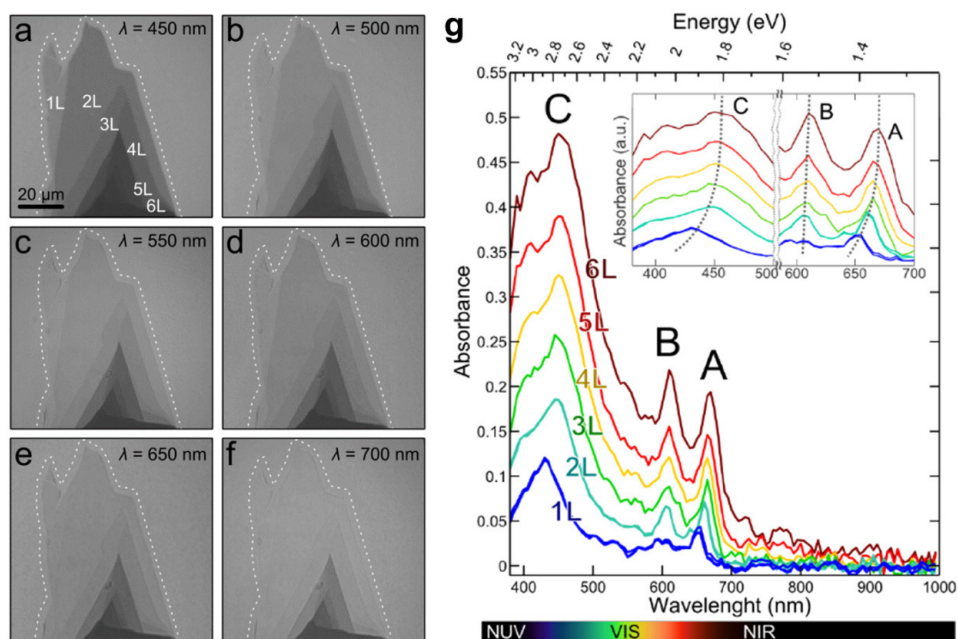 a
λ = 450 nm
1L
2L
3L
4L
5L
6L
20 µm
b
λ = 500 nm
c
λ = 550 nm
d
λ = 600 nm
e
λ = 650 nm
f
λ = 700 nm
g
Energy (eV)
3.2 3 2.8 2.6 2.4 2.2 2 1.8 1.6 1.4
Absorbance
0.55
0.5
0.45
0.4
0.35
0.3
0.25
0.2
0.15
0.1
0.05
0
C
B
A
6L
5L
4L
3L
2L
1L
Absorbance (a.u.)
C
B
A
400 450 500 600 650 700
400 500 600 700 800 900 1000
Wavelenght (nm)
NUV VIS NIR